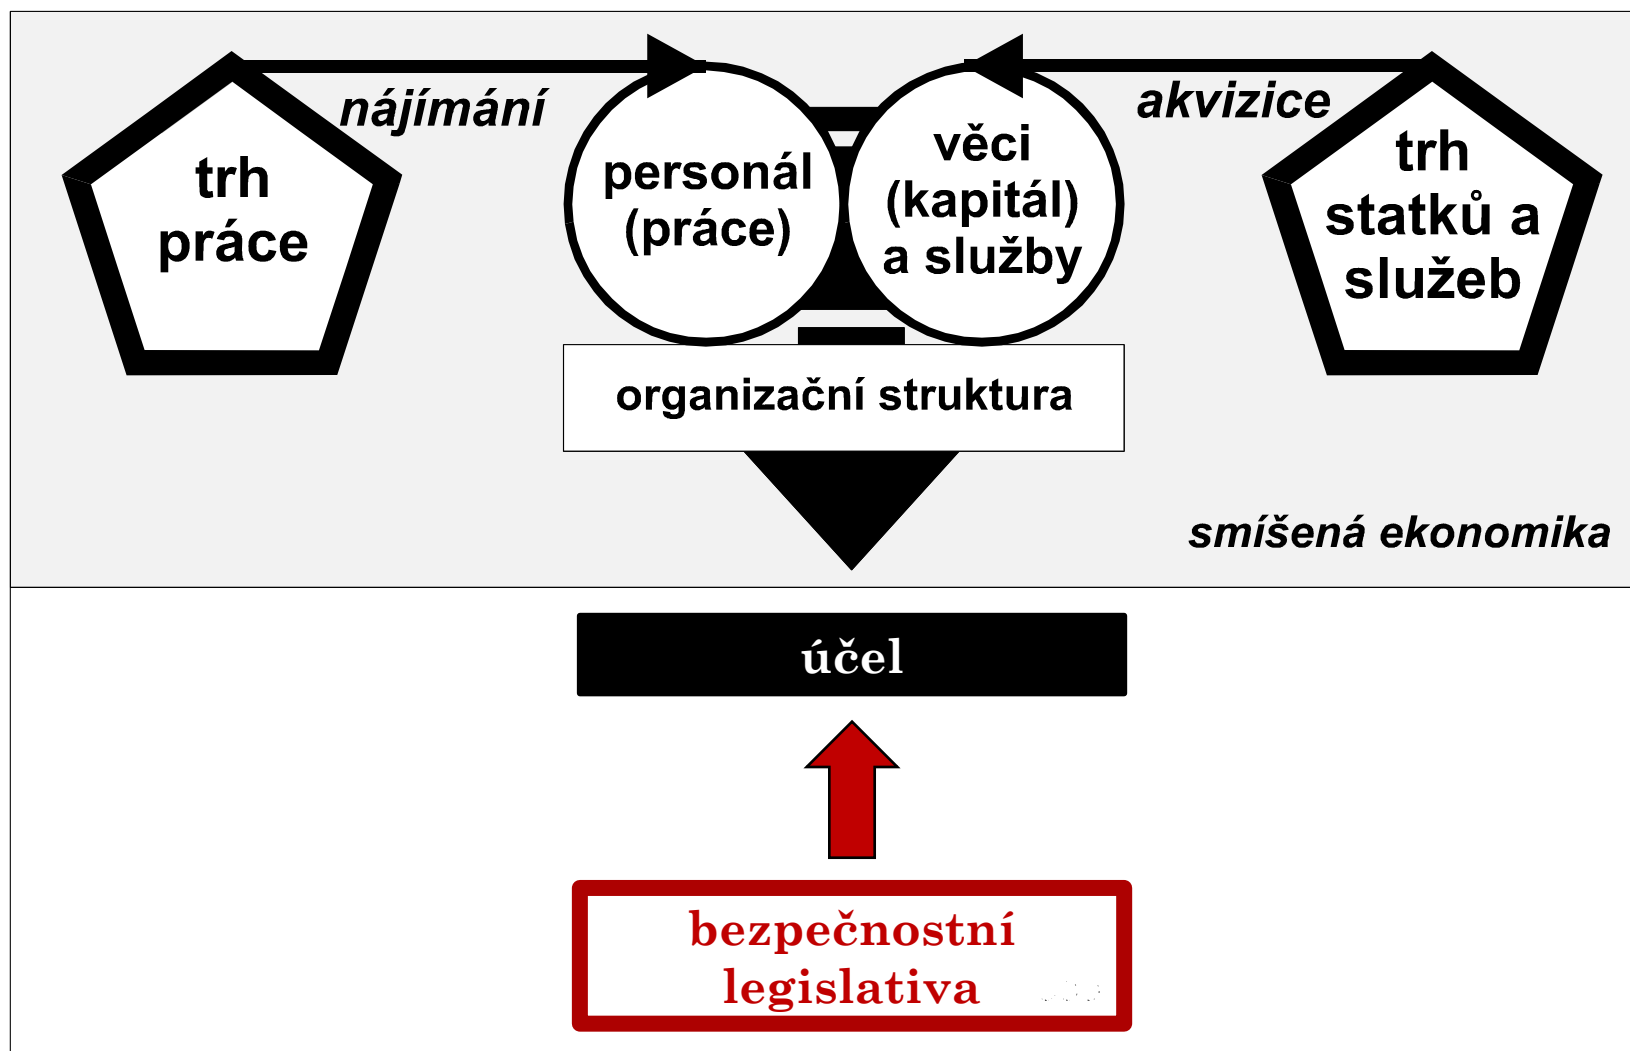 nájímání
akvizice
trh
práce
personál
(práce)
věci
(kapitál)
a služby
trh
statků a
služeb
organizační struktura
smíšená ekonomika
účel
bezpečnostní
legislativa